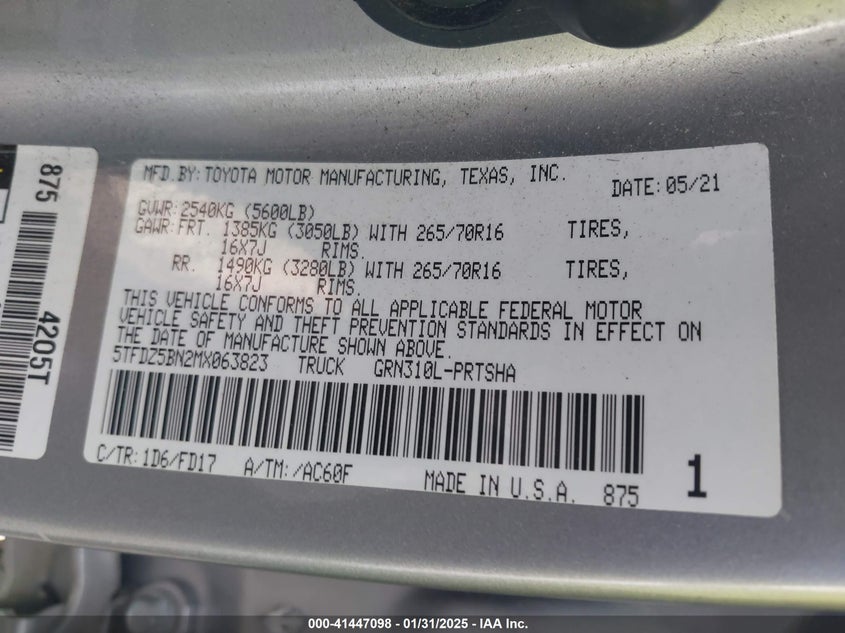 MFD.BY:TOYOTA MOTOR MANUFACTURING, TEXAS, INC. DATE:05/21
GVWR:2540KG (5600LB)
GAWR:FRT. 1385KG (3050LB) WITH 265/70R16 TIRES,
16X7J RIMS.
RR. 1490KG (3280LB) WITH 265/70R16 TIRES,
16X7J RIMS.
THIS VEHICLE CONFORMS TO ALL APPLICABLE FEDERAL MOTOR
VEHICLE SAFETY AND THEFT PREVENTION STANDARDS IN EFFECT ON
THE DATE OF MANUFACTURE SHOWN ABOVE.
5TFDZ5BN2MX063823 TRUCK GRN310L-PRTSHA
C/TR:1D6/FD17 A/TM:/AC60F MADE IN U.S.A. 875 1
875 4205T
000-41447098 - 01/31/2025 - IAA Inc.